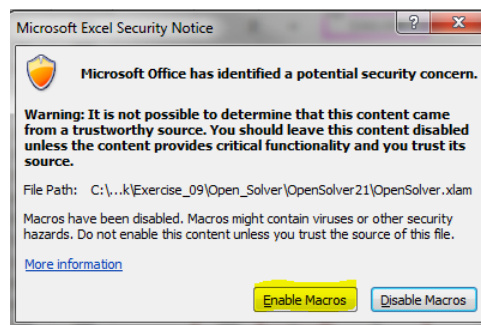 Microsoft Excel Security Notice
?
X
Microsoft Office has identified a potential security concern.
Warning: It is not possible to determine that this content came
from a trustworthy source. You should leave this content disabled
unless the content provides critical functionality and you trust its
source.
File Path: C:\...k\Exercise_09\Open_Solver\OpenSolver21\OpenSolver.xlam
Macros have been disabled. Macros might contain viruses or other security
hazards. Do not enable this content unless you trust the source of this file.
More information
Enable Macros Disable Macros